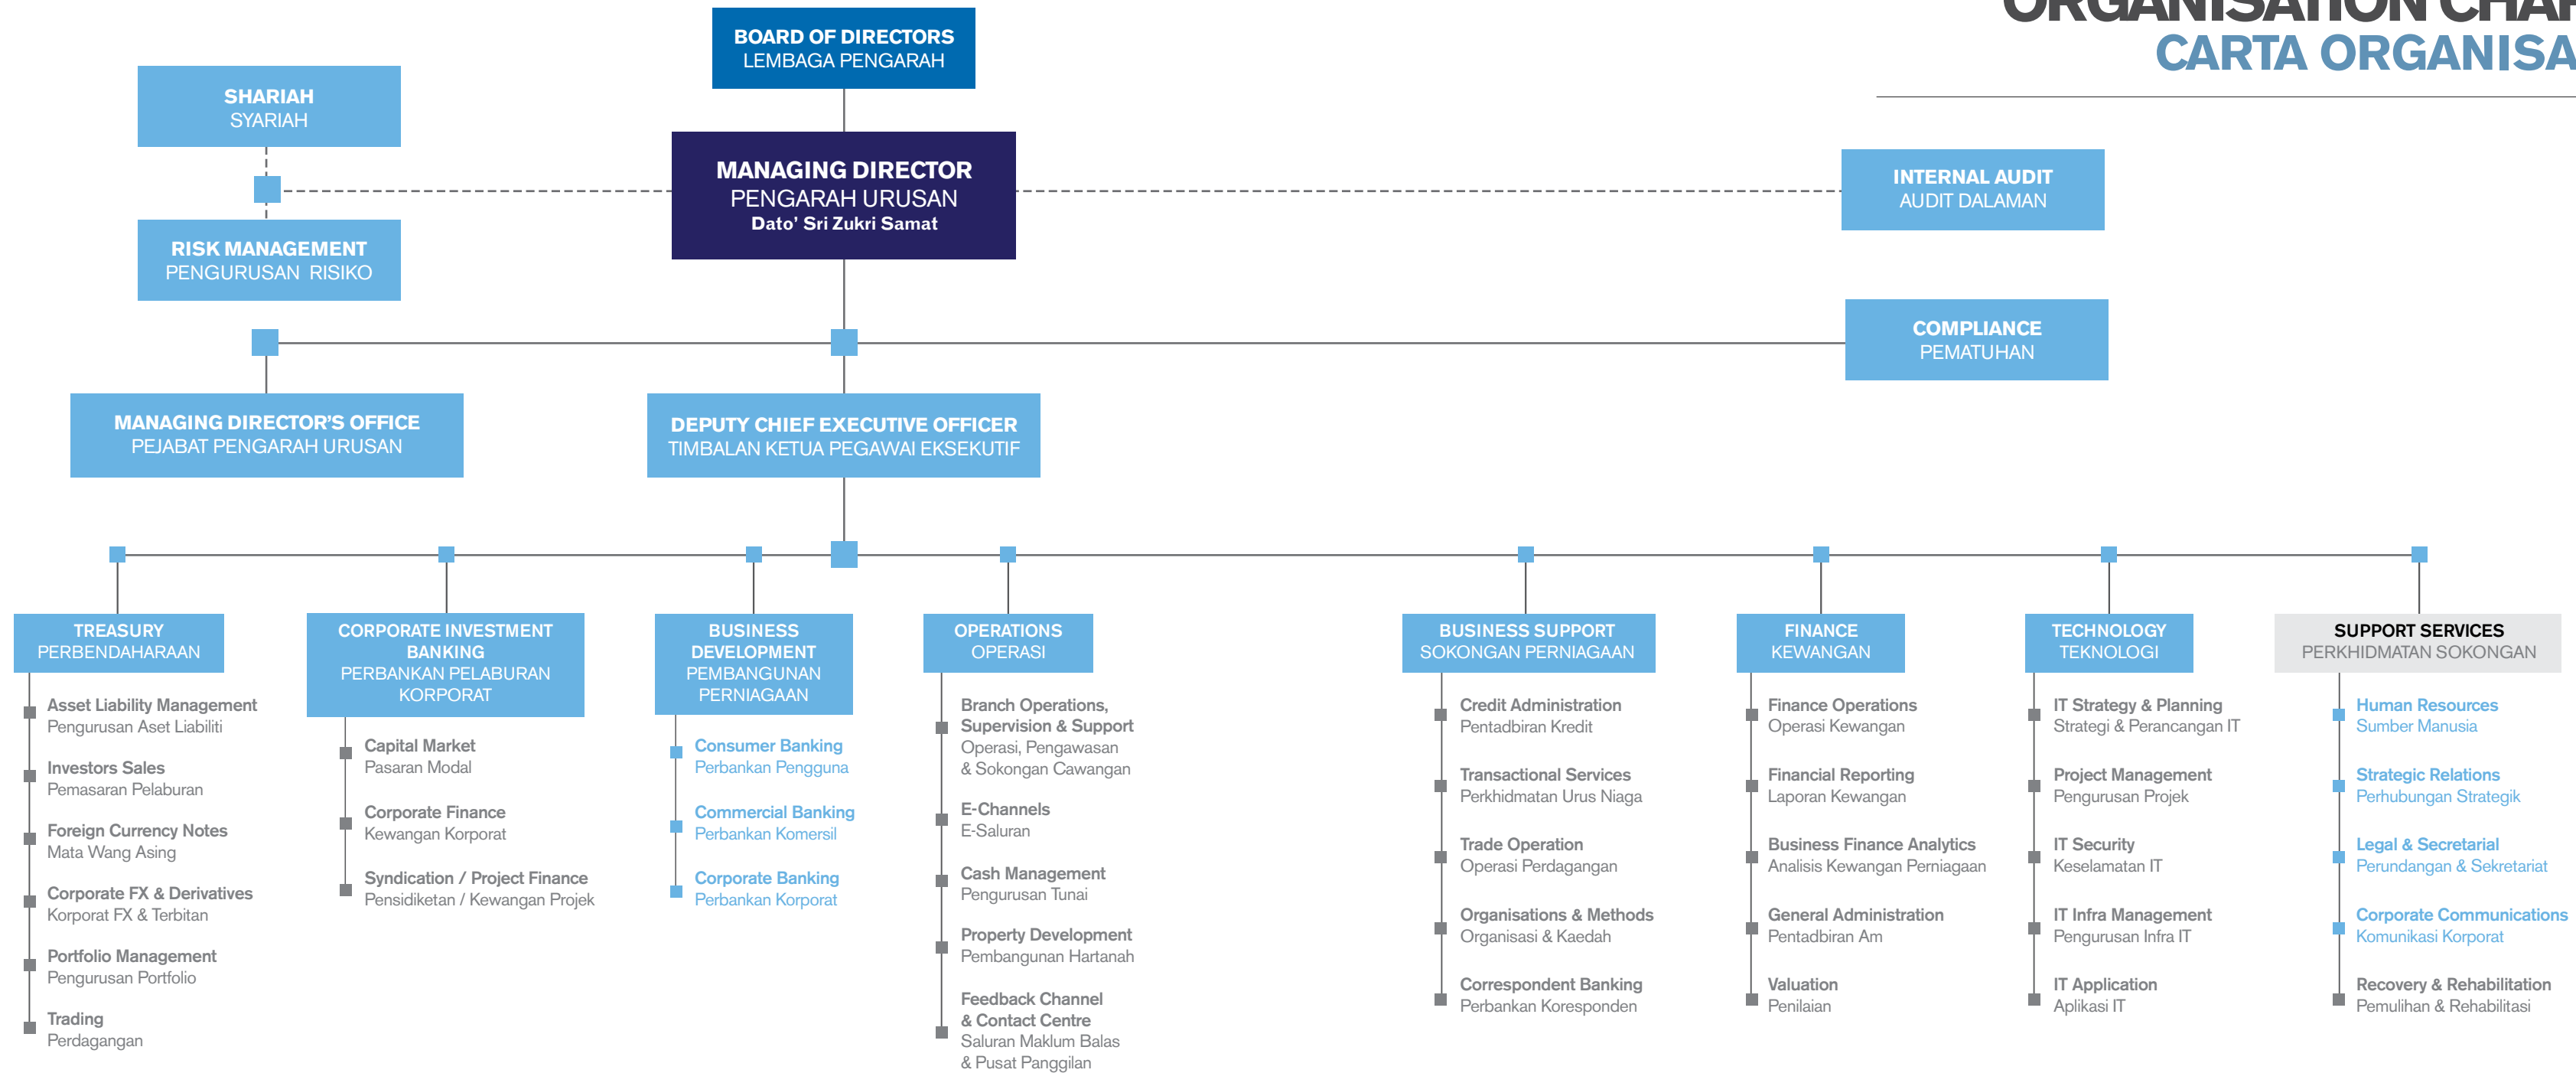 ORGANISATION CHAR
CARTA ORGANISA
BOARD OF DIRECTORS
LEMBAGA PENGARAH
SHARIAH
SYARIAH
MANAGING DIRECTOR
PENGARAH URUSAN
Dato' Sri Zukri Samat
INTERNAL AUDIT
AUDIT DALAMAN
RISK MANAGEMENT
PENGURUSAN RISIKO
COMPLIANCE
PEMATUHAN
MANAGING DIRECTOR'S OFFICE
PEJABAT PENGARAH URUSAN
DEPUTY CHIEF EXECUTIVE OFFICER
TIMBALAN KETUA PEGAWAI EKSEKUTIF
TREASURY
PERBENDAHARAAN
Asset Liability Management
Pengurusan Aset Liabiliti
Investors Sales
Pemasaran Pelaburan
Foreign Currency Notes
Mata Wang Asing
Corporate FX & Derivatives
Korporat FX & Terbitan
Portfolio Management
Pengurusan Portfolio
Trading
Perdagangan
CORPORATE INVESTMENT
BANKING
PERBANKAN PELABURAN
KORPORAT
Capital Market
Pasaran Modal
Corporate Finance
Kewangan Korporat
Syndication / Project Finance
Pensidiketan / Kewangan Projek
BUSINESS
DEVELOPMENT
PEMBANGUNAN
PERNIAGAAN
Consumer Banking
Perbankan Pengguna
Commercial Banking
Perbankan Komersil
Corporate Banking
Perbankan Korporat
OPERATIONS
OPERASI
Branch Operations,
Supervision & Support
Operasi, Pengawasan
& Sokongan Cawangan
E-Channels
E-Saluran
Cash Management
Pengurusan Tunai
Property Development
Pembangunan Hartanah
Feedback Channel
& Contact Centre
Saluran Maklum Balas
& Pusat Panggilan
BUSINESS SUPPORT
SOKONGAN PERNIAGAAN
Credit Administration
Pentadbiran Kredit
Transactional Services
Perkhidmatan Urus Niaga
Trade Operation
Operasi Perdagangan
Organisations & Methods
Organisasi & Kaedah
Correspondent Banking
Perbankan Koresponden
FINANCE
KEWANGAN
Finance Operations
Operasi Kewangan
Financial Reporting
Laporan Kewangan
Business Finance Analytics
Analisis Kewangan Perniagaan
General Administration
Pentadbiran Am
Valuation
Penilaian
TECHNOLOGY
TEKNOLOGI
IT Strategy & Planning
Strategi & Perancangan IT
Project Management
Pengurusan Projek
IT Security
Keselamatan IT
IT Infra Management
Pengurusan Infra IT
IT Application
Aplikasi IT
SUPPORT SERVICES
PERKHIDMATAN SOKONGAN
Human Resources
Sumber Manusia
Strategic Relations
Perhubungan Strategik
Legal & Secretarial
Perundangan & Sekretariat
Corporate Communications
Komunikasi Korporat
Recovery & Rehabilitation
Pemulihan & Rehabilitasi